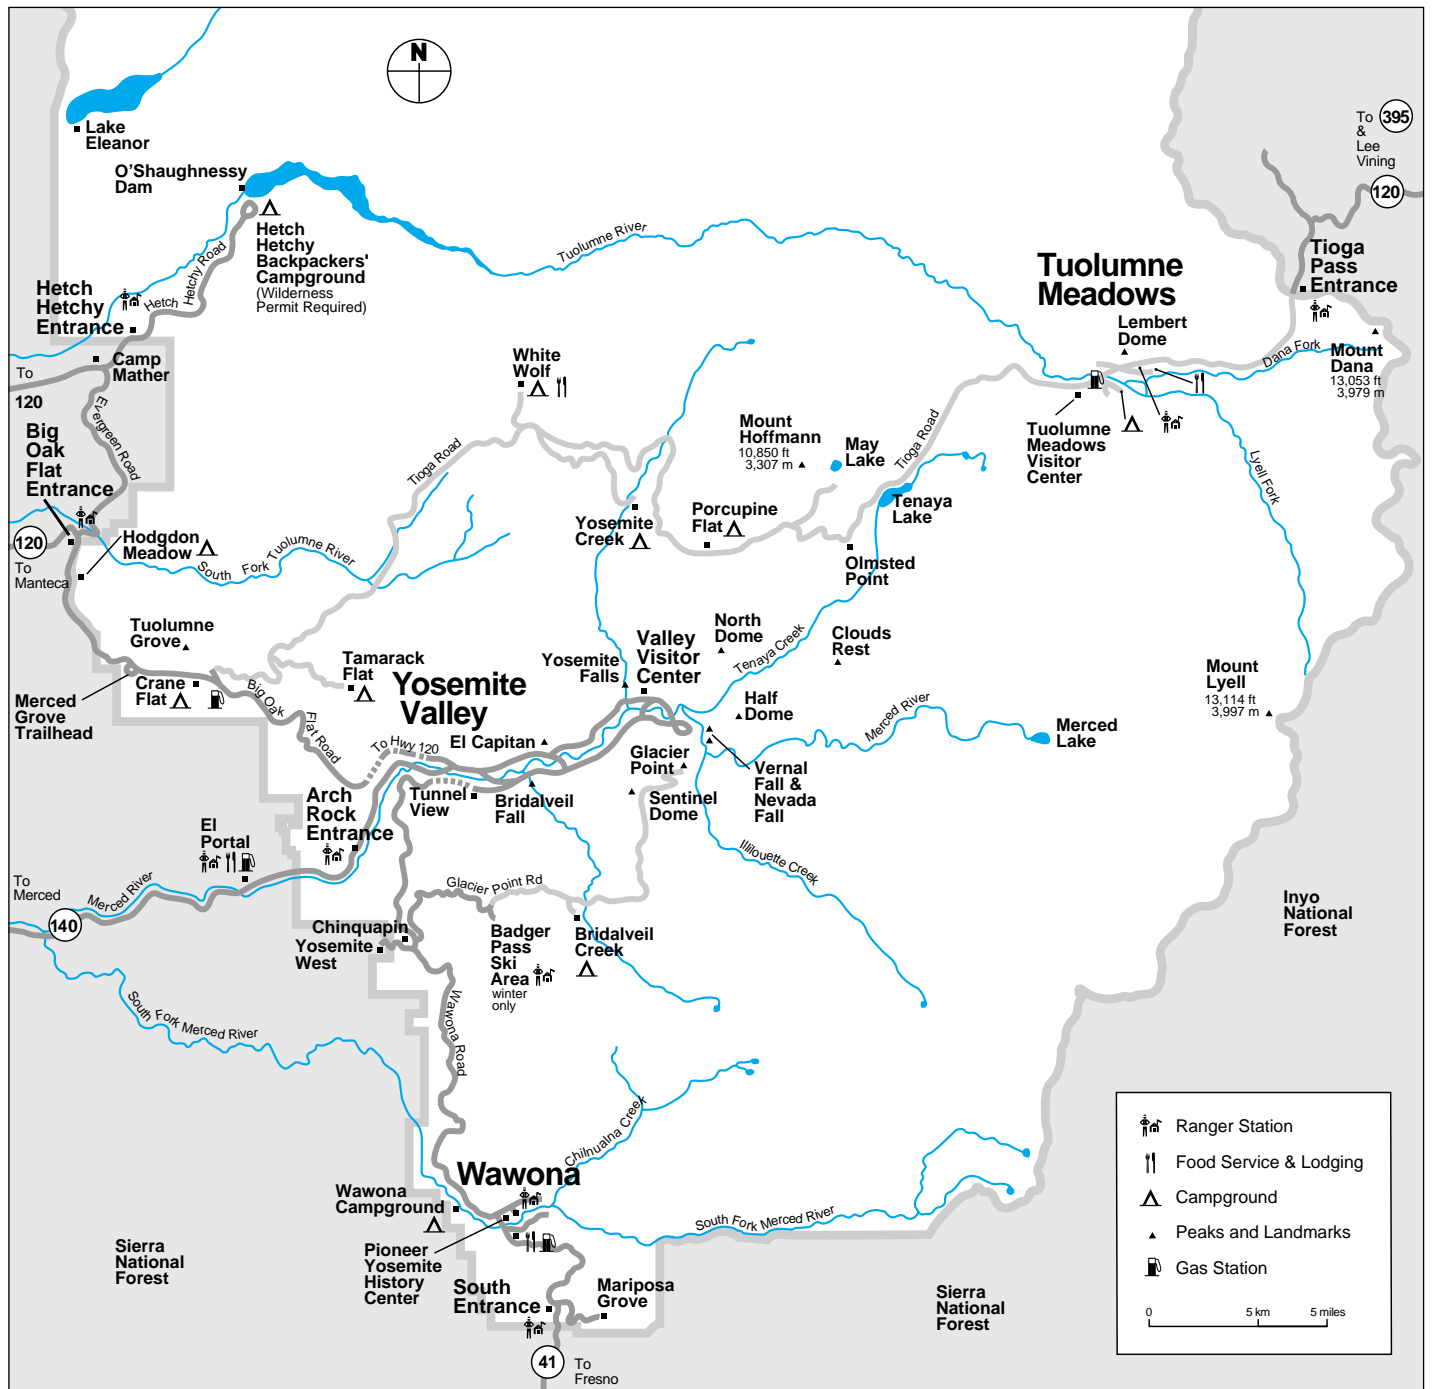 N
Lake
Eleanor
O'Shaughnessy
Dam
Hetch
Hetchy
Backpackers'
Campground
(Wilderness
Permit Required)
Hetch Hetchy Road
Hetch
Hetchy
Entrance
Camp
Mather
To
120
Evergreen Road
Big
Oak
Flat
Entrance
120
To
Manteca
Hodgdon
Meadow
South Fork Tuolumne River
Tuolumne
Grove
Merced
Grove
Trailhead
Crane
Flat
Big Oak Flat Road
Tamarack
Flat
White
Wolf
Tioga Road
Tuolumne River
Yosemite
Creek
Porcupine
Flat
Mount
Hoffmann
10,850 ft
3,307 m
May
Lake
Tioga Road
Tenaya
Lake
Olmsted
Point
Tuolumne
Meadows
Lembert
Dome
Tuolumne
Meadows
Visitor
Center
To
&
Lee
Vining
395
120
Tioga
Pass
Entrance
Dana Fork
Mount
Dana
13,053 ft
3,979 m
Lyell Fork
Mount
Lyell
13,114 ft
3,997 m
Yosemite
Valley
Yosemite
Falls
Valley
Visitor
Center
North
Dome
Tenaya Creek
Clouds
Rest
Half
Dome
Merced River
Merced
Lake
El Capitan
To Hwy 120
Glacier
Point
Sentinel
Dome
Vernal
Fall &
Nevada
Fall
Illilouette Creek
Tunnel
View
Bridalveil
Fall
Arch
Rock
Entrance
El
Portal
To
Merced
Merced River
140
Glacier Point Rd
Chinquapin
Yosemite
West
Badger
Pass
Ski
Area
winter
only
Bridalveil
Creek
South Fork Merced River
Wawona Road
Inyo
National
Forest
Chilnualna Creek
Wawona
Wawona
Campground
Pioneer
Yosemite
History
Center
South Fork Merced River
South
Entrance
Mariposa
Grove
41
To
Fresno
Sierra
National
Forest
Sierra
National
Forest
Ranger Station
Food Service & Lodging
Campground
Peaks and Landmarks
Gas Station
0 5 km 5 miles